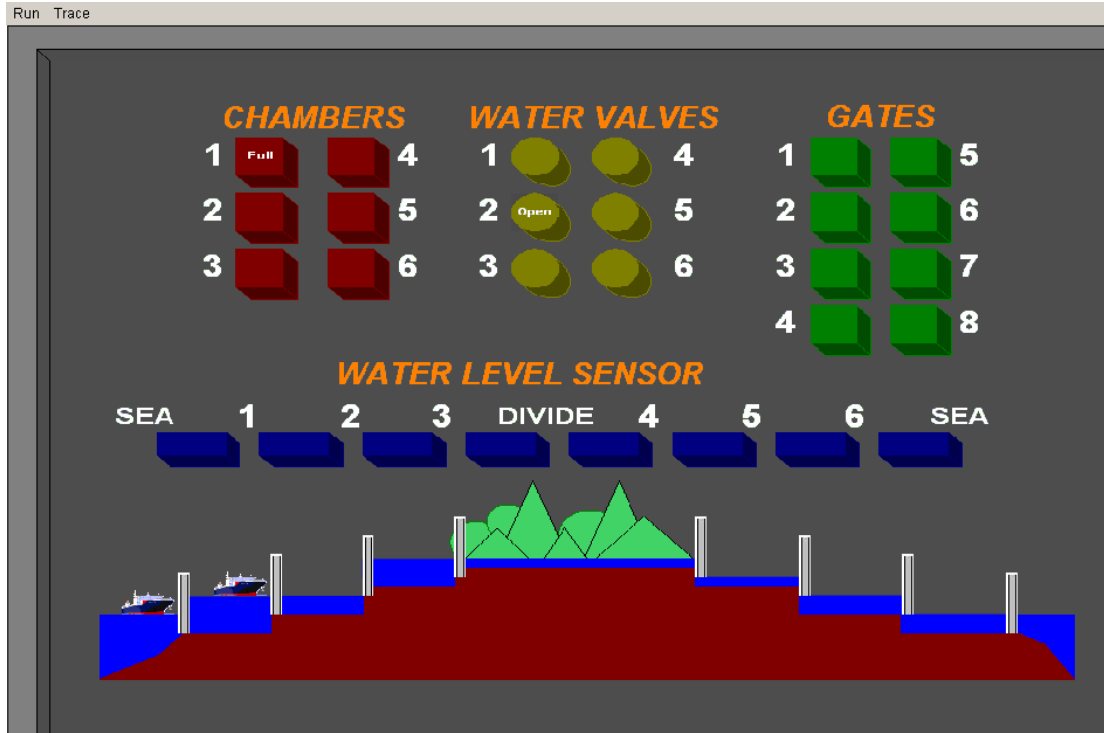 Run Trace
CHAMBERS
1 Full 4
2 5
3 6
WATER VALVES
1 4
2 Open 5
3 6
GATES
1 5
2 6
3 7
4 8
WATER LEVEL SENSOR
SEA 1 2 3 DIVIDE 4 5 6 SEA